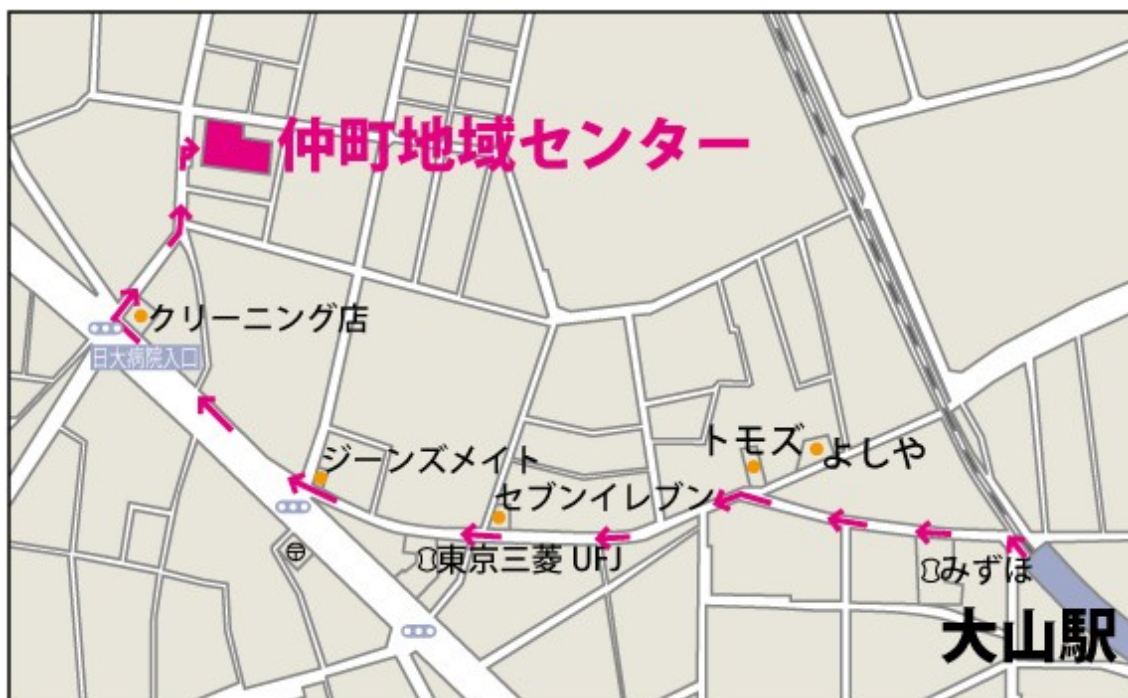 仲町地域センター
クリーニング店
日大病院入口
ジーンズメイト
トモズ
よしや
セブンイレブン
東京三菱 UFJ
みずほ
大山駅